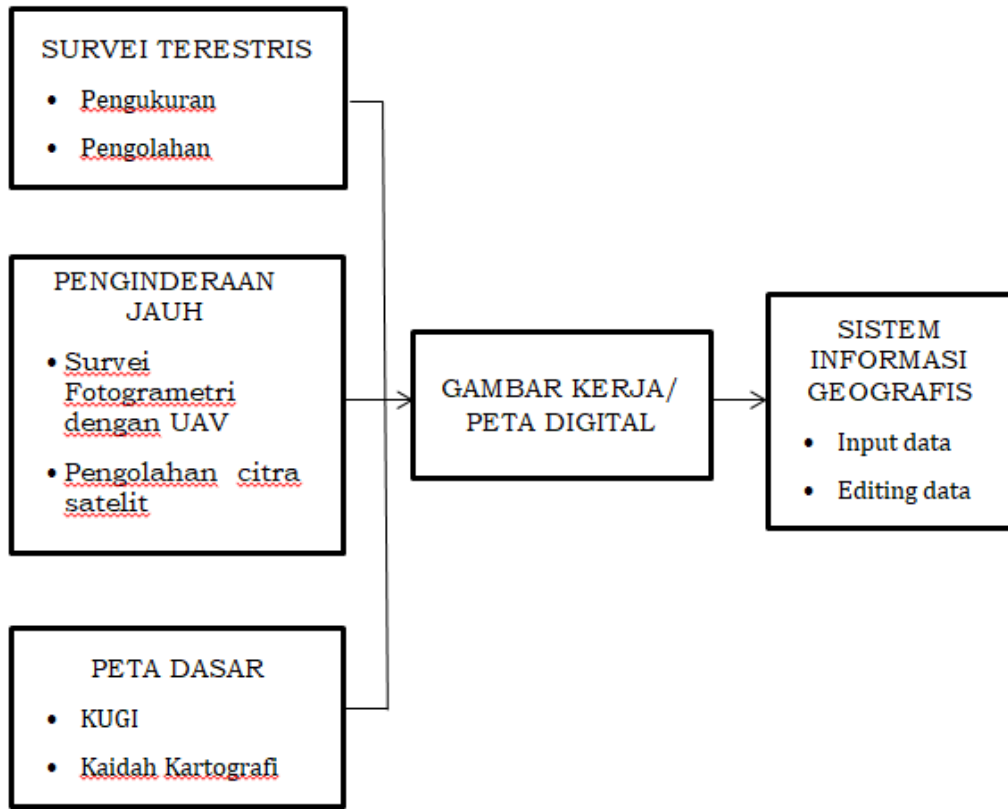 SURVEI TERESTRIS
• Pengukuran
• Pengolahan
PENGINDERAAN
JAUH
• Survei
Fotogrametri
dengan UAV
• Pengolahan citra
satelit
PETA DASAR
• KUGI
• Kaidah Kartografi
GAMBAR KERJA/
PETA DIGITAL
SISTEM
INFORMASI
GEOGRAFIS
• Input data
• Editing data